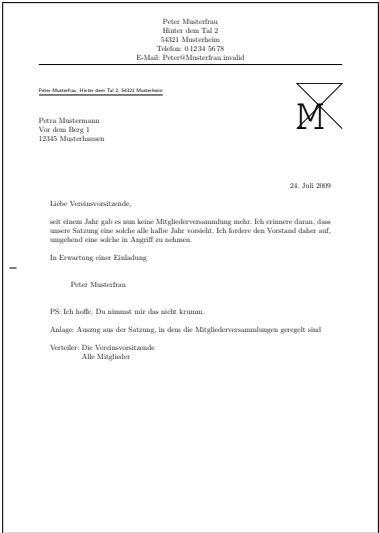 Peter Musterfrau
Hinter dem Tal 2
54321 Musterheim
Telefon: 0 12 34 56 78
E-Mail: Peter@Musterfrau.invalid
Peter Musterfrau, Hinter dem Tal 2, 54321 Musterheim
M
Petra Mustermann
Vor dem Berg 1
12345 Musterhausen
24. Juli 2009
Liebe Vereinsvorsitzende,
seit einem Jahr gab es nun keine Mitgliederversammlung mehr. Ich erinnere daran, dass
unsere Satzung eine solche alle halbe Jahr vorsieht. Ich fordere den Vorstand daher auf,
umgehend eine solche in Angriff zu nehmen.
In Erwartung einer Einladung
Peter Musterfrau
PS: Ich hoffe, Du nimmst mir das nicht krumm.
Anlage: Auszug aus der Satzung, in dem die Mitgliederversammlungen geregelt sind
Verteiler: Die Vereinsvorsitzende
Alle Mitglieder